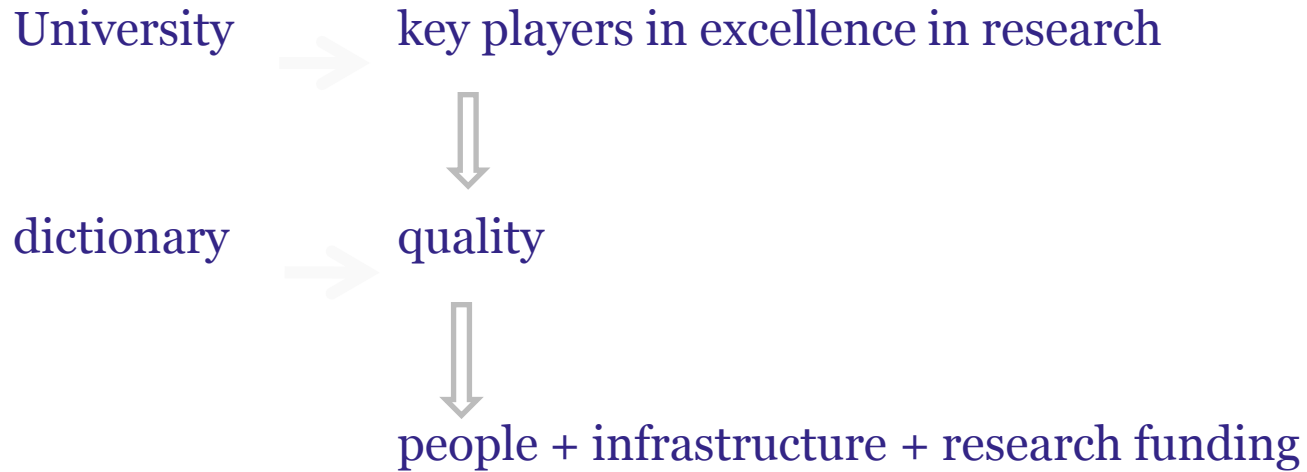 University key players in excellence in research
dictionary quality
people + infrastructure + research funding